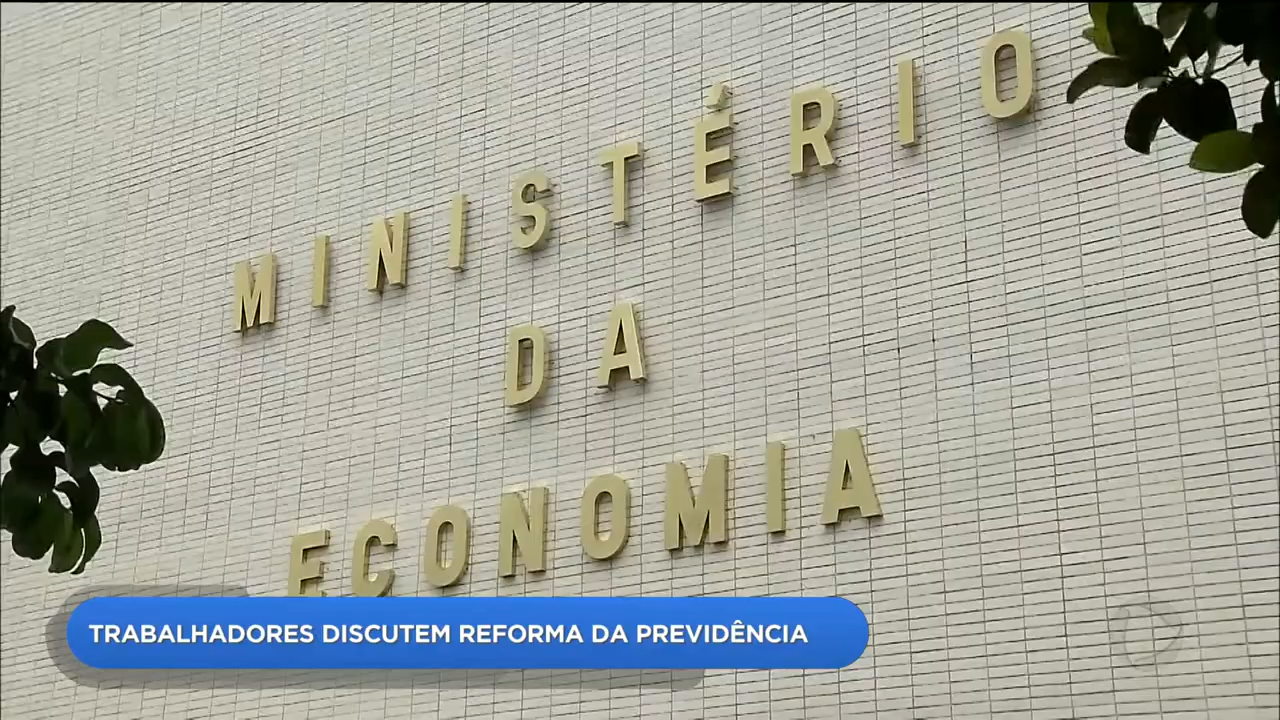 MINISTÉRIO
DA
ECONOMIA
TRABALHADORES DISCUTEM REFORMA DA PREVIDÊNCIA